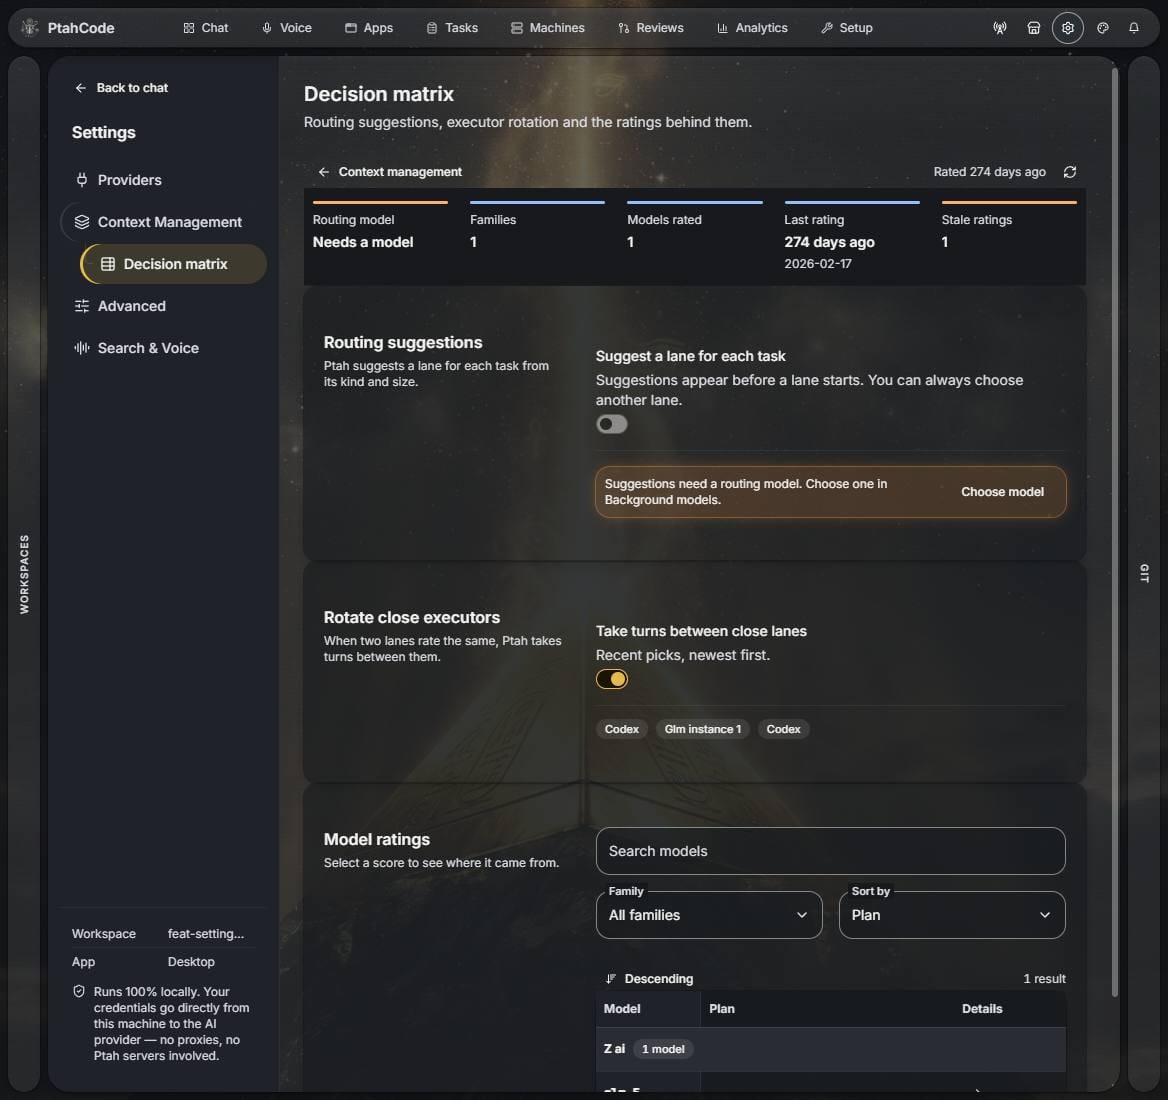 PtahCode
Chat
Voice
Apps
Tasks
Machines
Reviews
Analytics
Setup
WORKSPACES
Back to chat
Settings
Providers
Context Management
Decision matrix
Advanced
Search & Voice
Workspace feat-setting...
App Desktop
Runs 100% locally. Your
credentials go directly from
this machine to the AI
provider — no proxies, no
Ptah servers involved.
Decision matrix
Routing suggestions, executor rotation and the ratings behind them.
Context management
Rated 274 days ago
Routing model
Needs a model
Families
1
Models rated
1
Last rating
274 days ago
2026-02-17
Stale ratings
1
Routing suggestions
Ptah suggests a lane for each task from
its kind and size.
Suggest a lane for each task
Suggestions appear before a lane starts. You can always choose
another lane.
Suggestions need a routing model. Choose one in
Background models.
Choose model
Rotate close executors
When two lanes rate the same, Ptah takes
turns between them.
Take turns between close lanes
Recent picks, newest first.
Codex
Glm instance 1
Codex
Model ratings
Select a score to see where it came from.
Search models
Family
All families
Sort by
Plan
Descending
1 result
Model Plan Details
Z ai 1 model
GIT